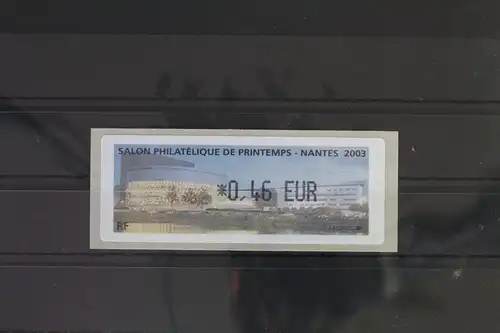 SALON PHILATÉLIQUE DE PRINTEMPS - NANTES 2003
*0,46 EUR
RF